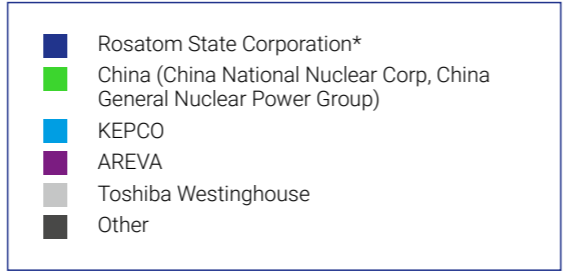 Rosatom State Corporation*
China (China National Nuclear Corp, China
General Nuclear Power Group)
KEPCO
AREVA
Toshiba Westinghouse
Other